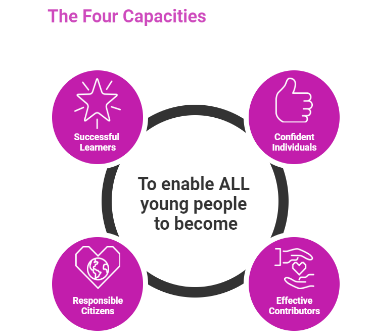 The Four Capacities
Successful
Learners
Confident
Individuals
To enable ALL
young people
to become
Responsible
Citizens
Effective
Contributors